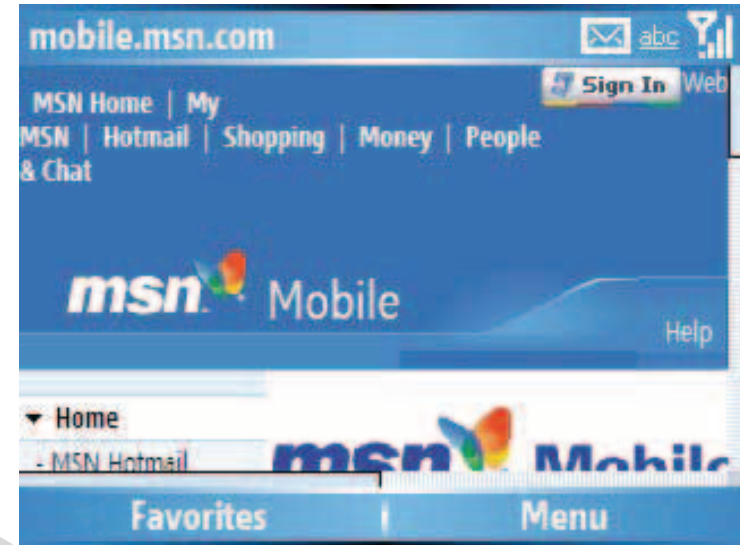 mobile.msn.com abc
Sign In Web
MSN Home | My
MSN | Hotmail | Shopping | Money | People
& Chat
msn Mobile
Help
Home
- MSN Hotmail
msn Mobile
Favorites Menu